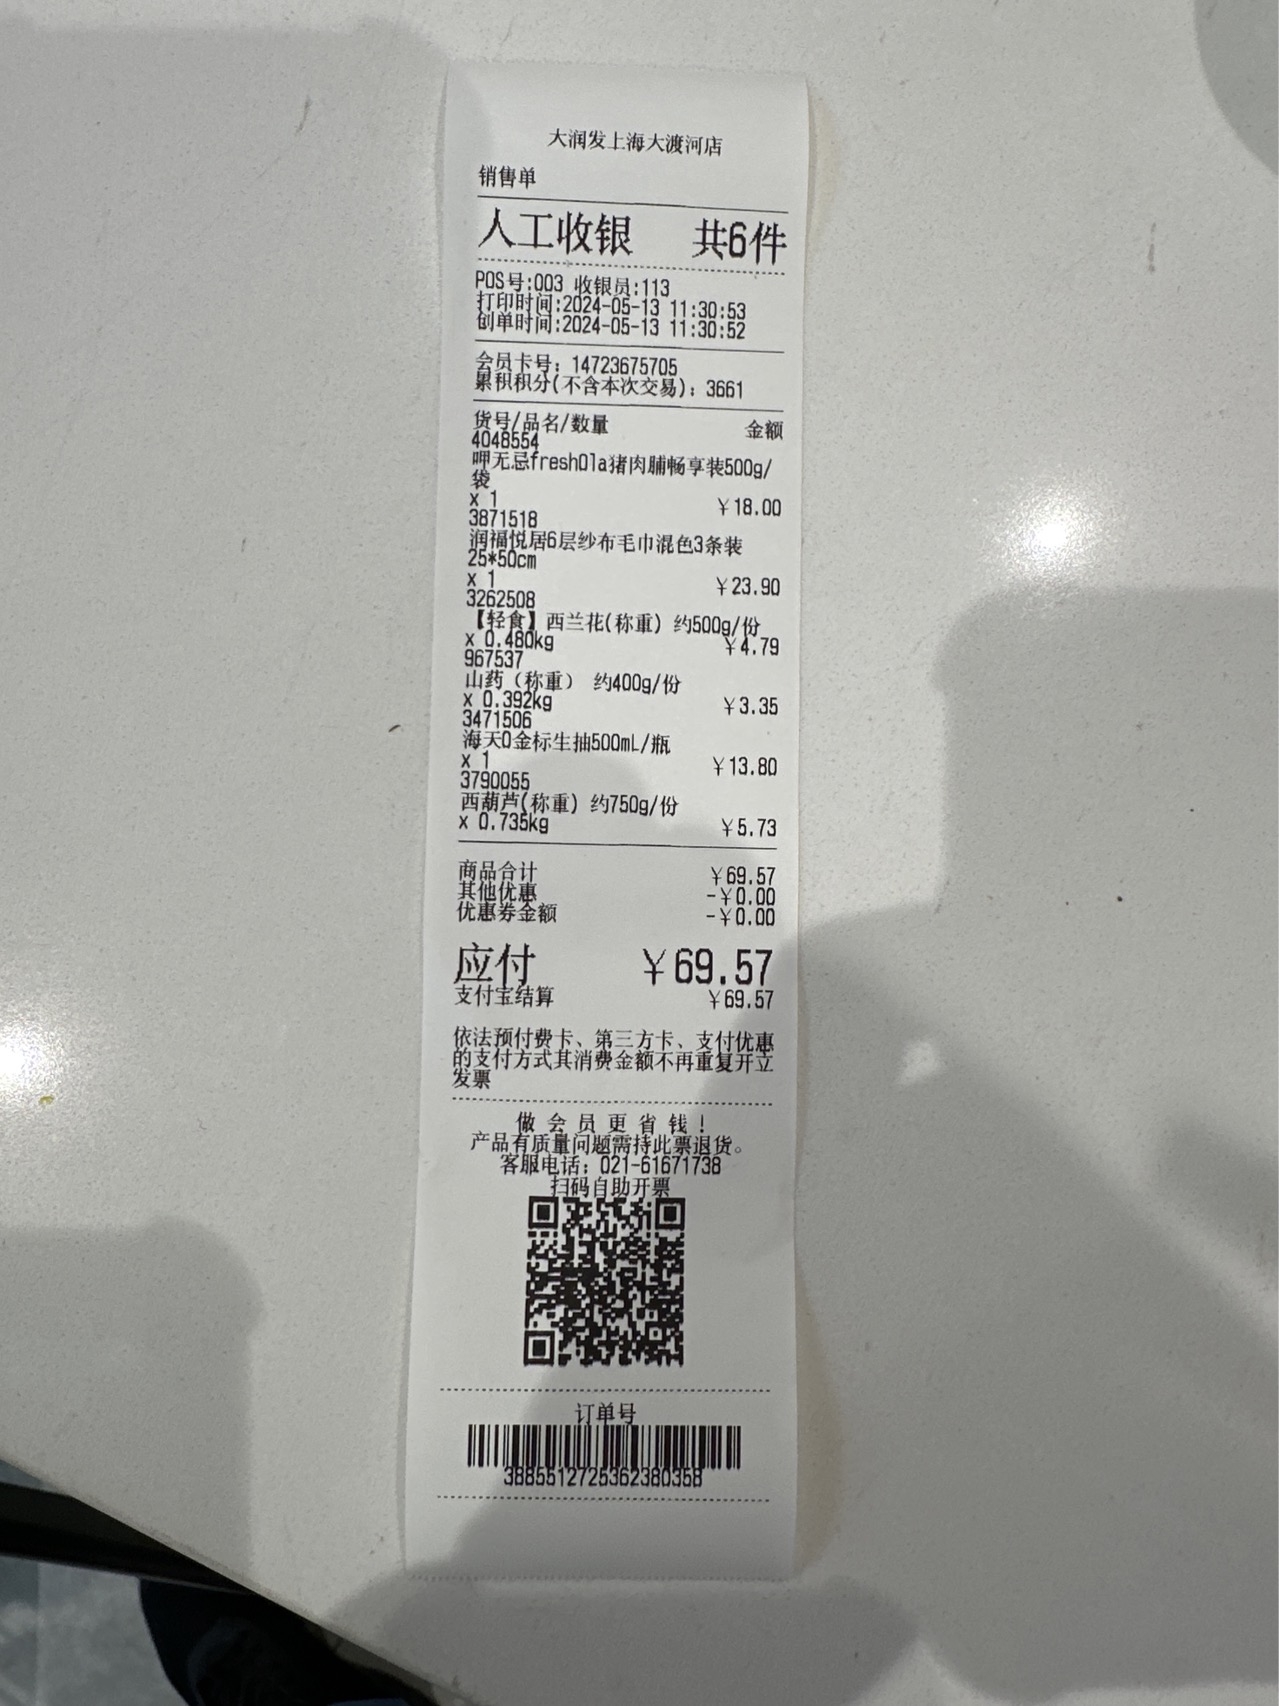 大润发上海大渡河店
销售单
人工收银 共6件
POS号:003 收银员:113
打印时间:2024-05-13 11:30:53
创单时间:2024-05-13 11:30:52
会员卡号: 14723675705
累积积分(不含本次交易): 3661
货号/品名/数量 金额
4048554
呷无忌freshOla猪肉脯畅享装500g/
袋
x 1 ￥18.00
3871518
润福悦居6层纱布毛巾混色3条装
25*50cm
x 1 ￥23.90
3262508
【轻食】西兰花(称重) 约500g/份
x 0.480kg ￥4.79
967537
山药（称重） 约400g/份
x 0.392kg ￥3.35
3471506
海天0金标生抽500mL/瓶
x 1 ￥13.80
3790055
西葫芦(称重) 约750g/份
x 0.735kg ￥5.73
商品合计 ￥69.57
其他优惠 -￥0.00
优惠券金额 -￥0.00
应付 ￥69.57
支付宝结算 ￥69.57
依法预付费卡、第三方卡、支付优惠
的支付方式其消费金额不再重复开立
发票
做会员更省钱!
产品有质量问题需持此票退货。
客服电话: 021-61671738
扫码自助开票
订单号
3885512725362380358